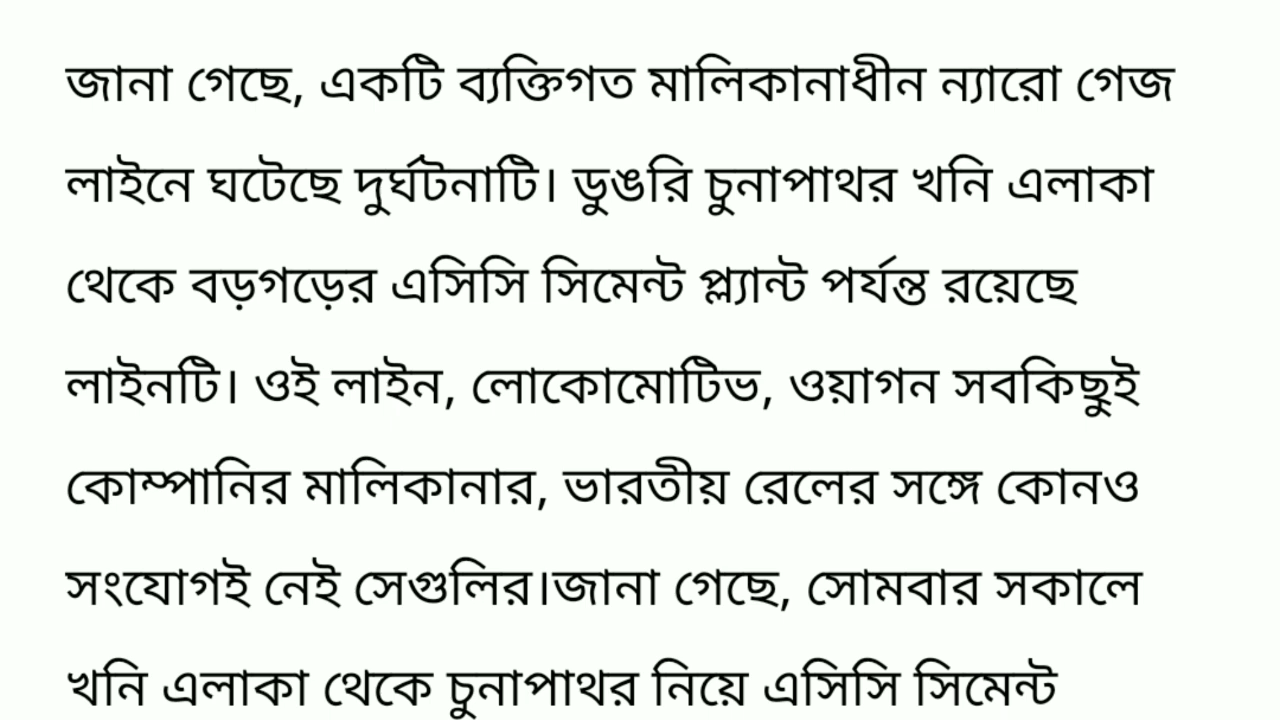 জানা গেছে, একটি ব্যক্তিগত মালিকানাধীন ন্যারো গেজ
লাইনে ঘটেছে দুর্ঘটনাটি। ডুঙরি চুনাপাথর খনি এলাকা
থেকে বড়গড়ের এসিসি সিমেন্ট প্ল্যান্ট পর্যন্ত রয়েছে
লাইনটি। ওই লাইন, লোকোমোটিভ, ওয়াগন সবকিছুই
কোম্পানির মালিকানার, ভারতীয় রেলের সঙ্গে কোনও
সংযোগই নেই সেগুলির।জানা গেছে, সোমবার সকালে
খনি এলাকা থেকে চুনাপাথর নিয়ে এসিসি সিমেন্ট